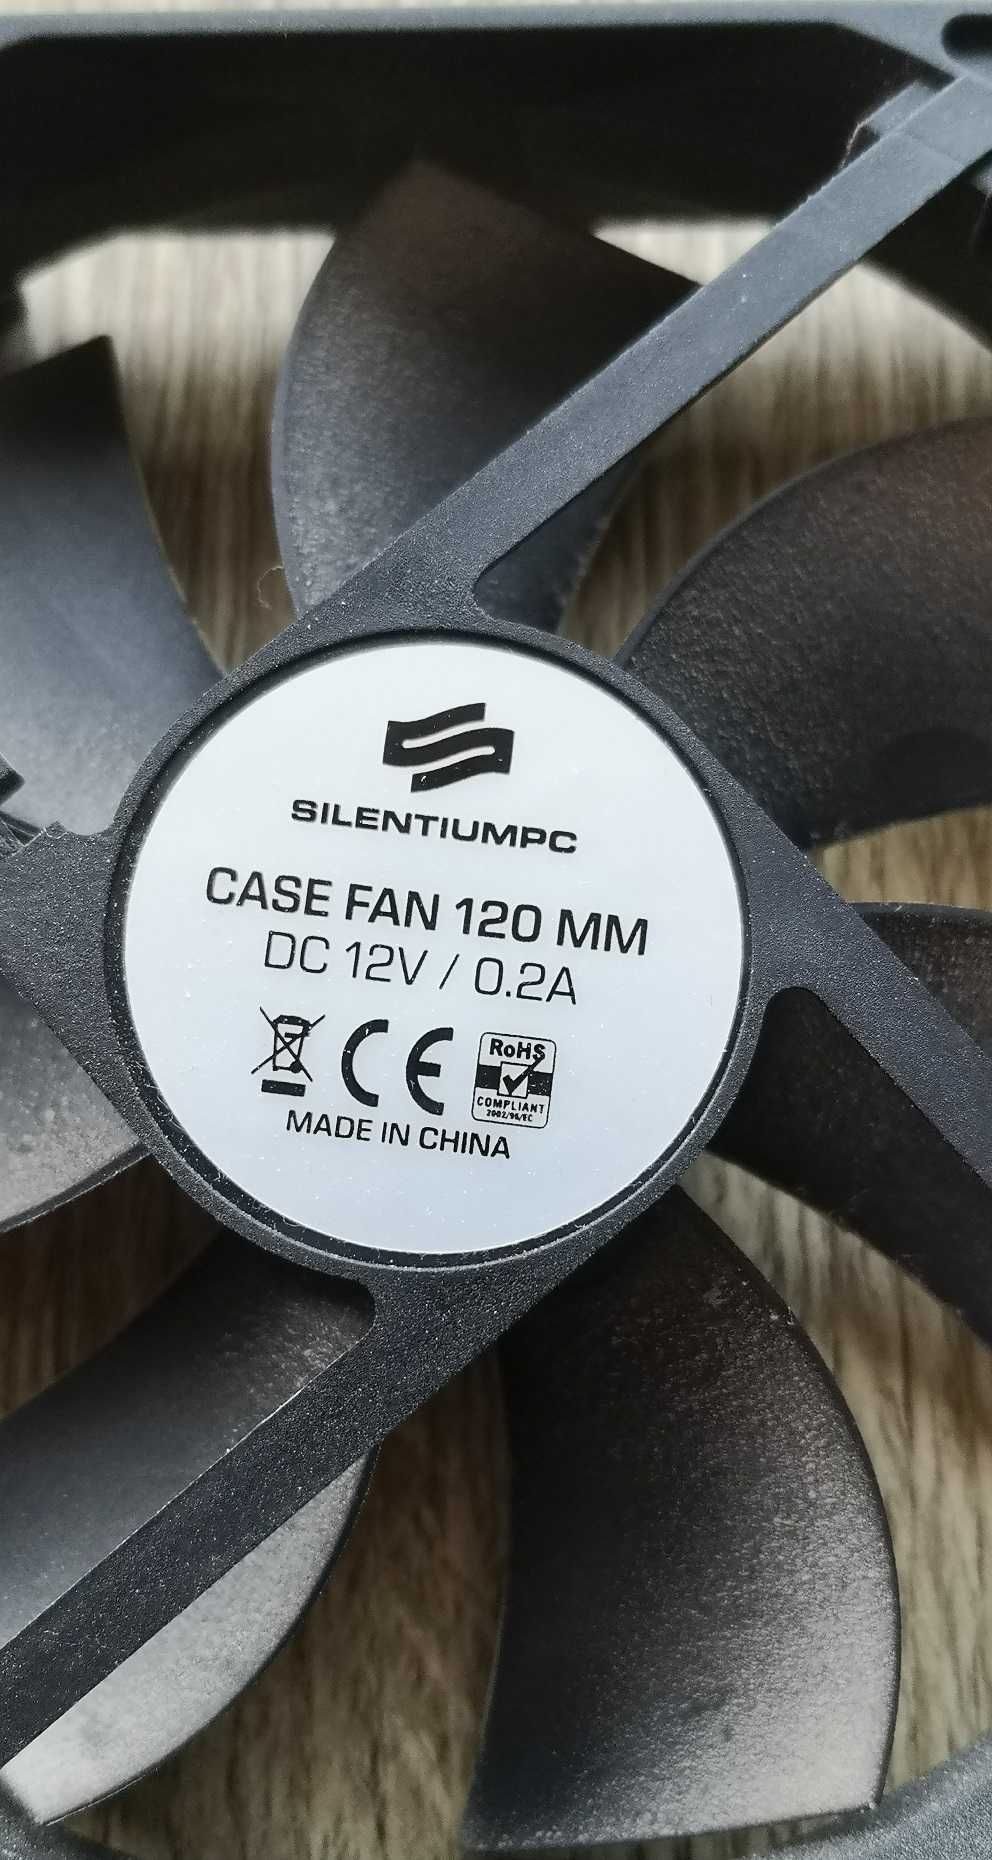 SILENTIUMPC
CASE FAN 120 MM
DC 12V / 0.2A
CE
RoHS
COMPLIANT
2002/95/EC
MADE IN CHINA